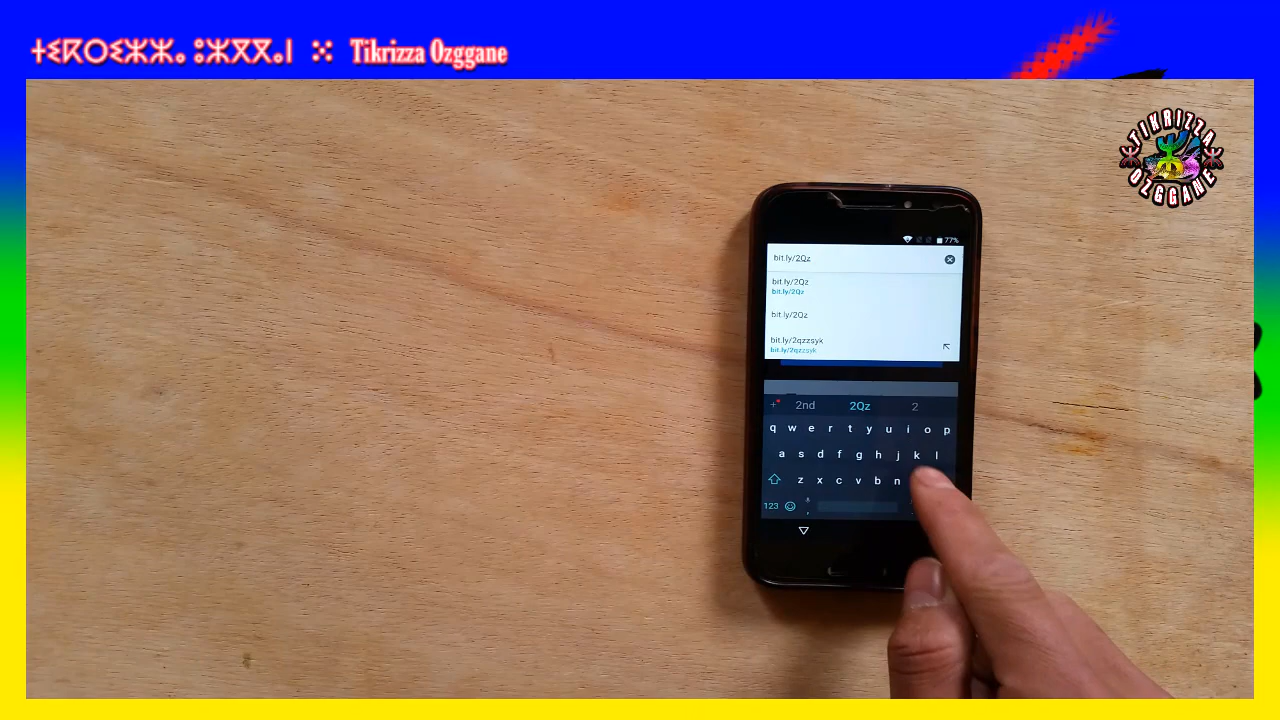 ⵜⵉⴽⵔⵉⵣⵣⴰ ⵓⵣⴳⴳⴰⵏ ⁙ Tikrizza Ozggane
TIKRIZZA
OZGGANE
77%
bit.ly/2Qz
bit.ly/2Qz
bit.ly/2Qz
bit.ly/2Qz
bit.ly/2qzzsyk
bit.ly/2qzzsyk
2nd 2Qz 2
q w e r t y u i o p
a s d f g h j k l
z x c v b n
123 ,